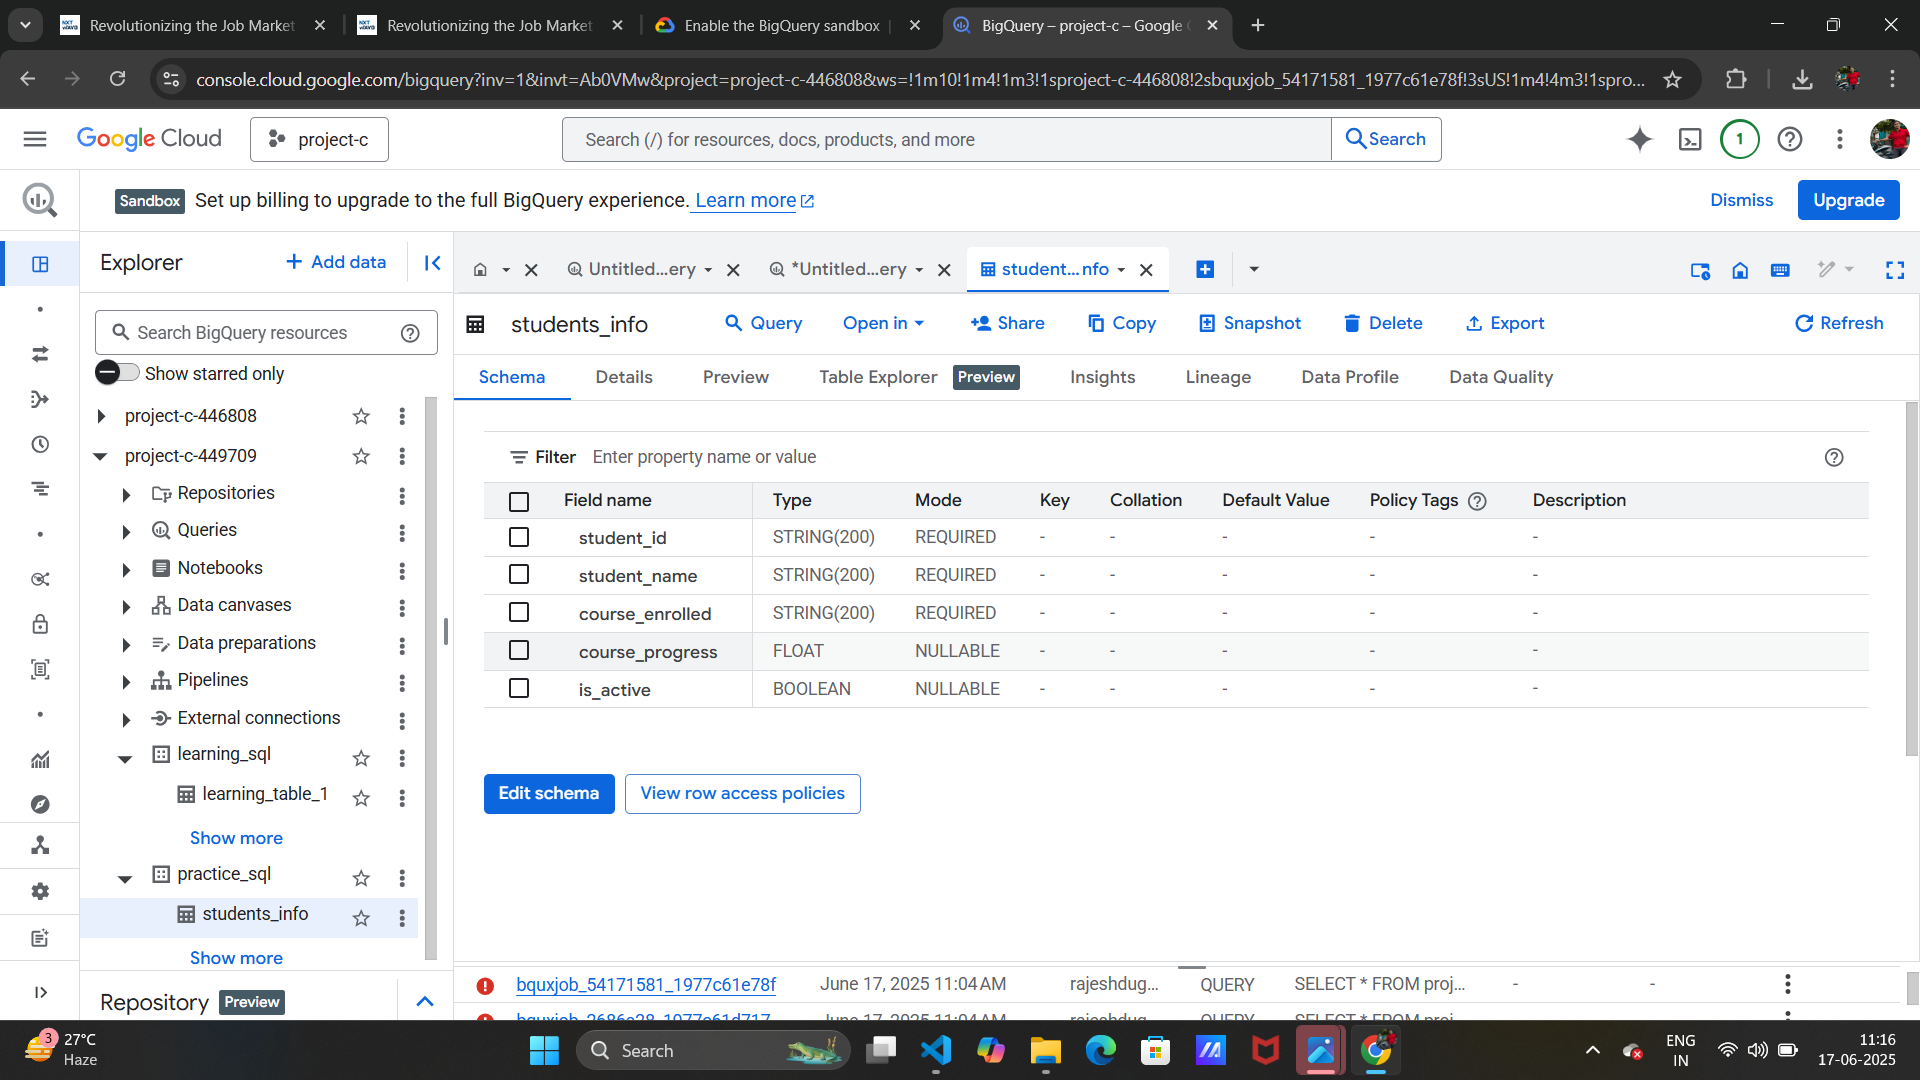 Revolutionizing the Job Market
Revolutionizing the Job Market
Enable the BigQuery sandbox |
BigQuery – project-c – Google
console.cloud.google.com/bigquery?inv=1&invt=Ab0VMw&project=project-c-446808&ws=!1m10!1m4!1m3!1sproject-c-446808!2sbquxjob_54171581_1977c61e78f!3sUS!1m4!4m3!1spro...
Google Cloud
project-c
Search (/) for resources, docs, products, and more
Search
1
Sandbox Set up billing to upgrade to the full BigQuery experience. Learn more
Dismiss
Upgrade
Explorer
+ Add data
Untitled...ery
*Untitled...ery
student...nfo
Search BigQuery resources
Show starred only
project-c-446808
project-c-449709
Repositories
Queries
Notebooks
Data canvases
Data preparations
Pipelines
External connections
learning_sql
learning_table_1
Show more
practice_sql
students_info
Show more
Repository Preview
students_info
Query
Open in
Share
Copy
Snapshot
Delete
Export
Refresh
Schema
Details
Preview
Table Explorer Preview
Insights
Lineage
Data Profile
Data Quality
Filter Enter property name or value
Field name Type Mode Key Collation Default Value Policy Tags Description
student_id STRING(200) REQUIRED - - - - -
student_name STRING(200) REQUIRED - - - - -
course_enrolled STRING(200) REQUIRED - - - - -
course_progress FLOAT NULLABLE - - - - -
is_active BOOLEAN NULLABLE - - - - -
Edit schema
View row access policies
bquxjob_54171581_1977c61e78f June 17, 2025 11:04 AM rajeshdug... QUERY SELECT * FROM proj... - -
3
27°C
Haze
Search
ENG
IN
11:16
17-06-2025